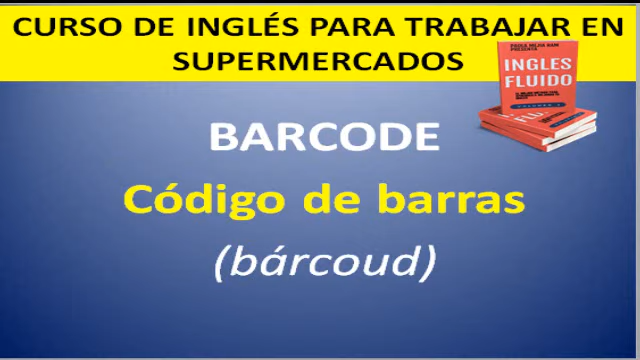 CURSO DE INGLÉS PARA TRABAJAR EN
SUPERMERCADOS
INGLES
FLUIDO
BARCODE
Código de barras
(bárcoud)